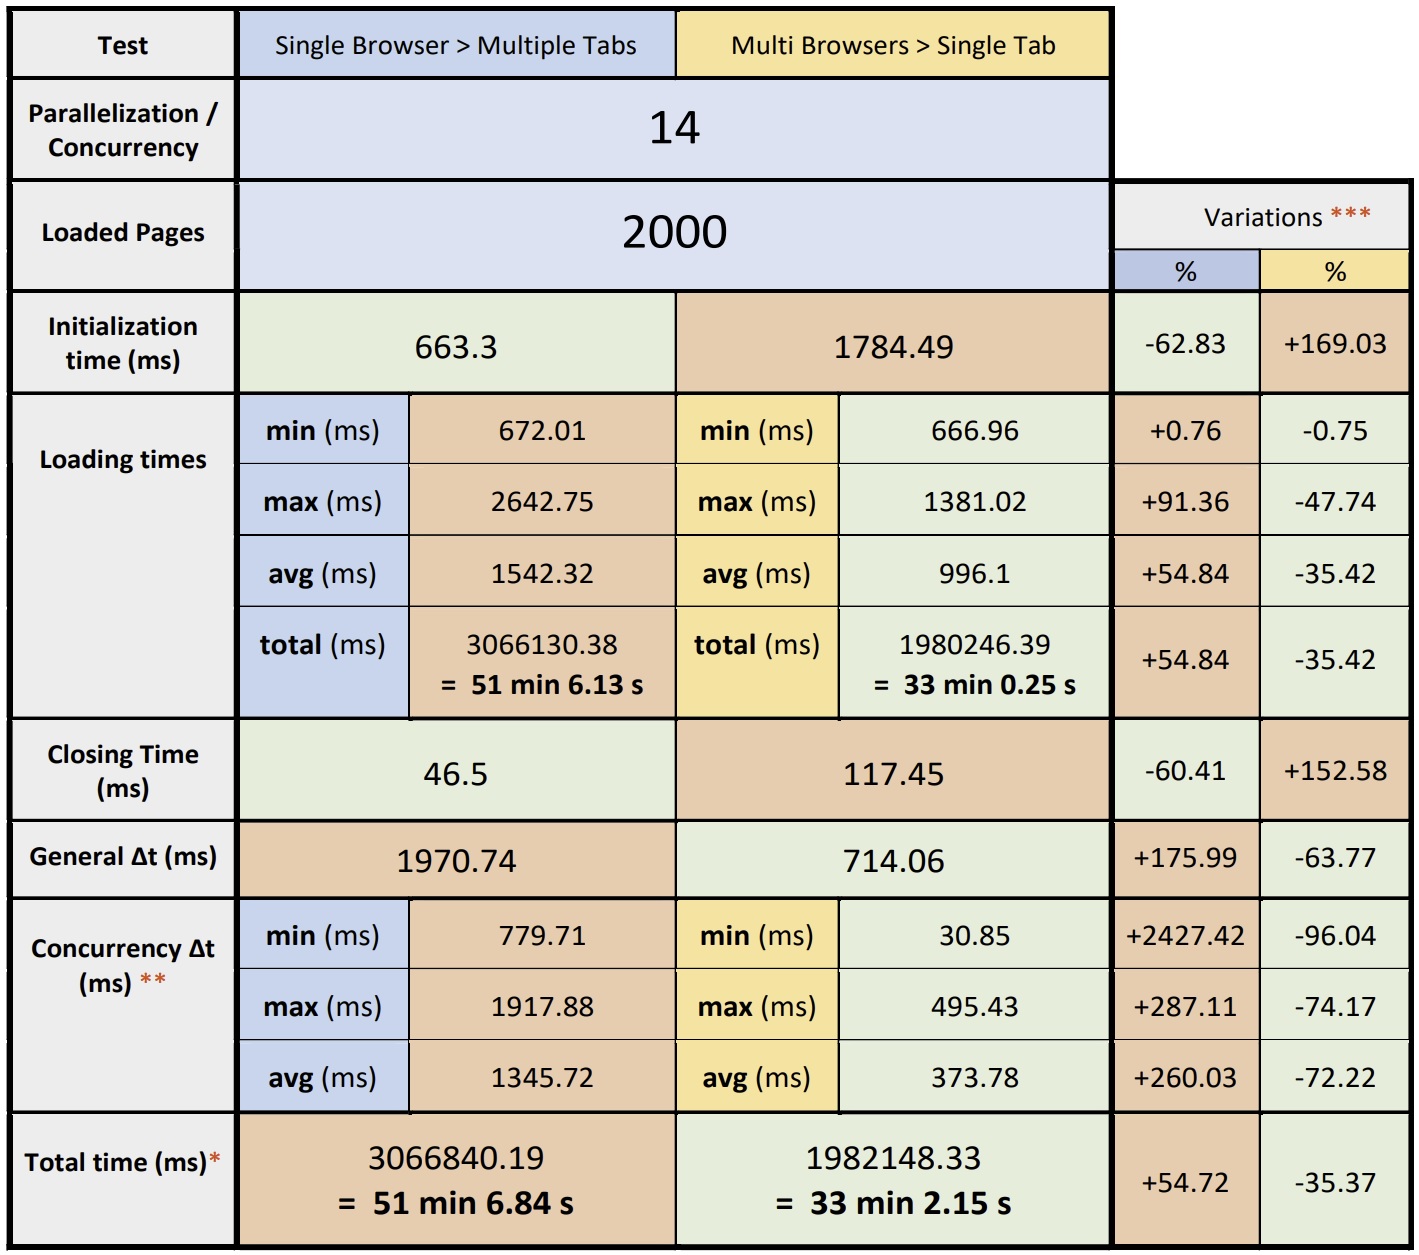 Test
Single Browser > Multiple Tabs
Multi Browsers > Single Tab
Parallelization /
Concurrency
14
Loaded Pages
2000
Variations ***
%
%
Initialization
time (ms)
663.3
1784.49
-62.83
+169.03
Loading times
min (ms)
672.01
min (ms)
666.96
+0.76
-0.75
max (ms)
2642.75
max (ms)
1381.02
+91.36
-47.74
avg (ms)
1542.32
avg (ms)
996.1
+54.84
-35.42
total (ms)
3066130.38
= 51 min 6.13 s
total (ms)
1980246.39
= 33 min 0.25 s
+54.84
-35.42
Closing Time
(ms)
46.5
117.45
-60.41
+152.58
General Δt (ms)
1970.74
714.06
+175.99
-63.77
Concurrency Δt
(ms) **
min (ms)
779.71
min (ms)
30.85
+2427.42
-96.04
max (ms)
1917.88
max (ms)
495.43
+287.11
-74.17
avg (ms)
1345.72
avg (ms)
373.78
+260.03
-72.22
Total time (ms)*
3066840.19
= 51 min 6.84 s
1982148.33
= 33 min 2.15 s
+54.72
-35.37